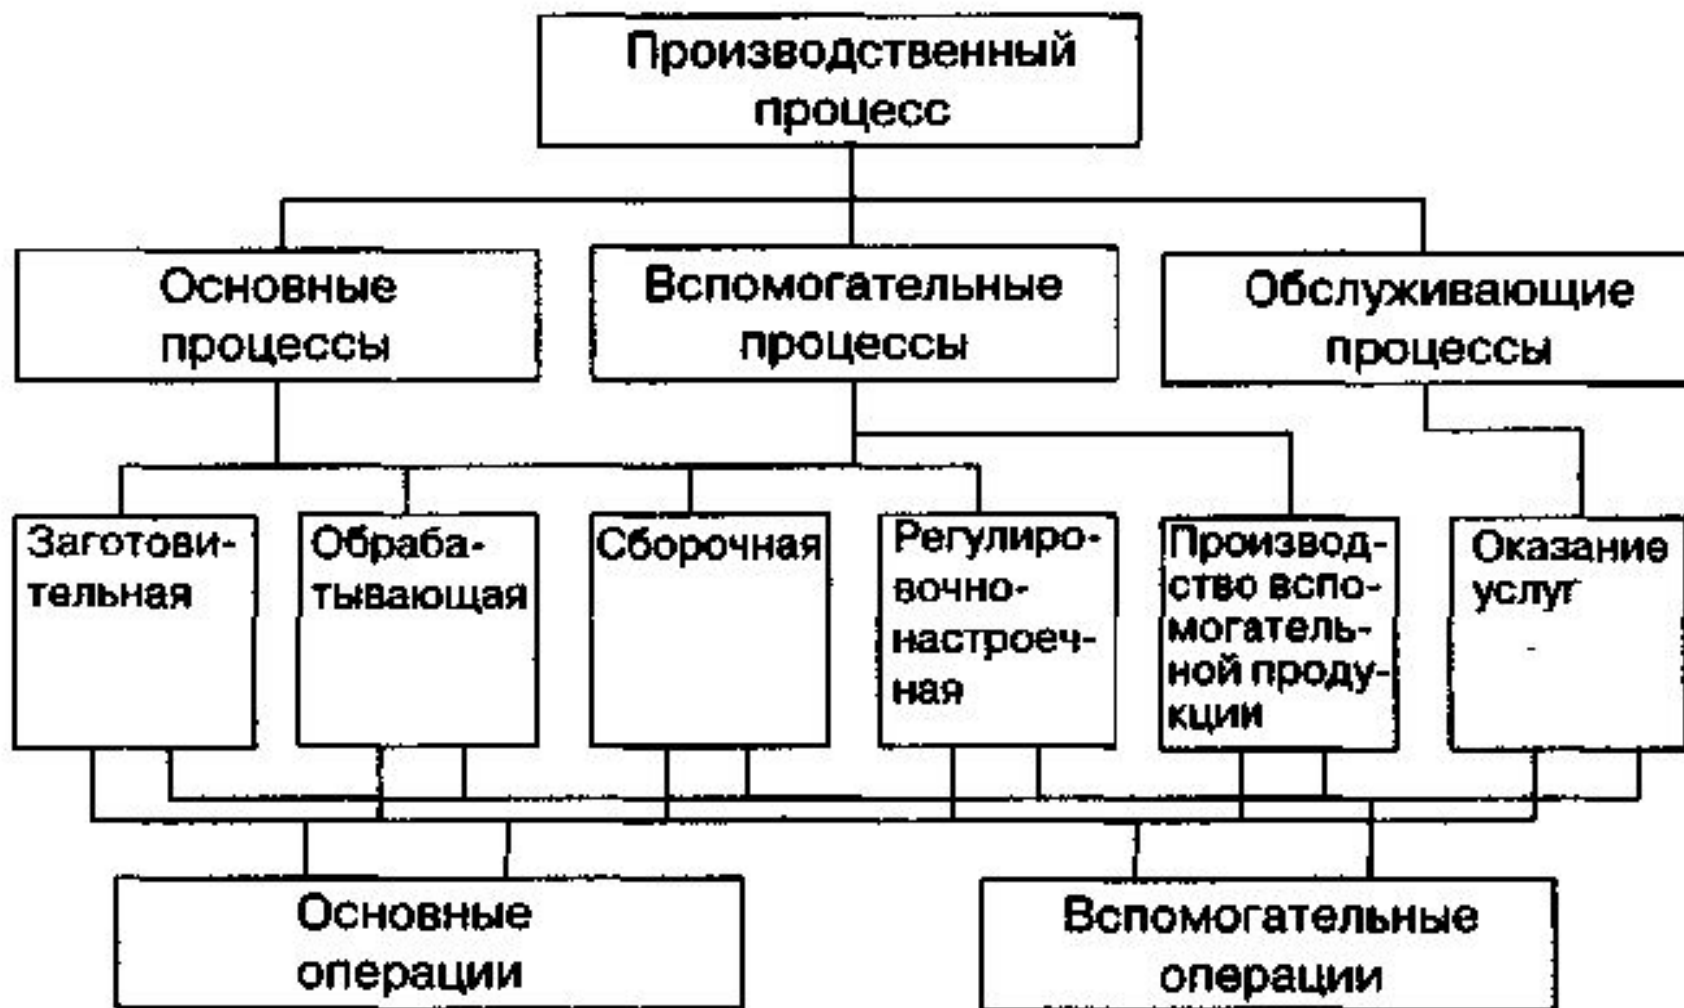 Производственный
процесс
Основные
процессы
Вспомогательные
процессы
Обслуживающие
процессы
Заготови-
тельная
Обраба-
тывающая
Сборочная
Регулиро-
вочно-
настроеч-
ная
Производ-
ство вспо-
могатель-
ной проду-
кции
Оказание
услуг
Основные
операции
Вспомогательные
операции